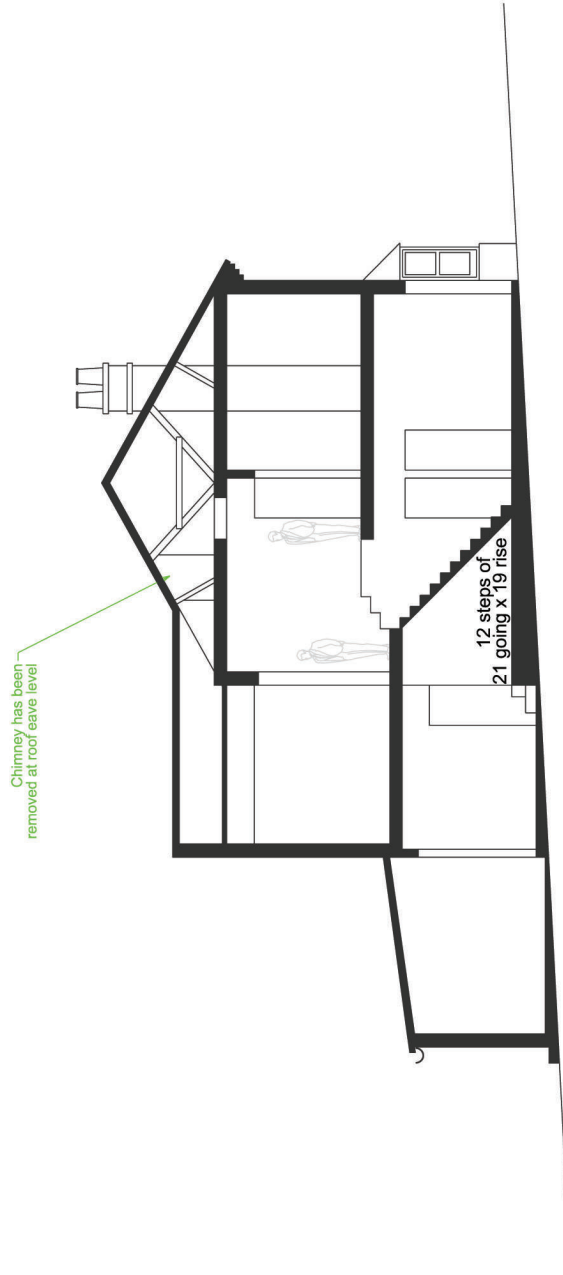 Chimney has been
removed at roof eave level
12 steps of
21 going x 19 rise